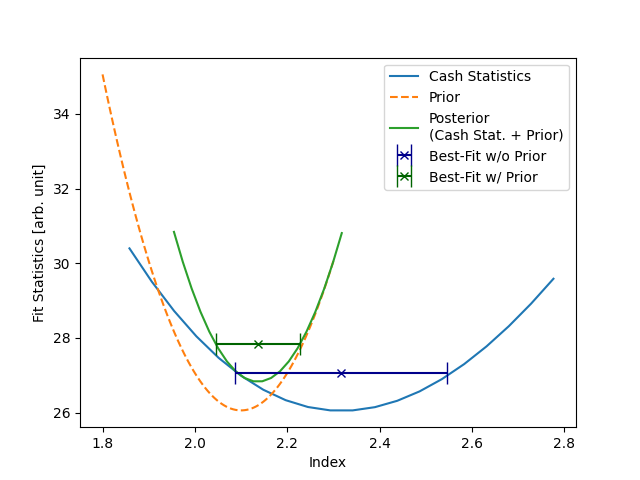 Cash Statistics
Prior
Posterior
(Cash Stat. + Prior)
Best-Fit w/o Prior
Best-Fit w/ Prior
Fit Statistics [arb. unit]
34
32
30
28
26
1.8 2.0 2.2 2.4 2.6 2.8
Index